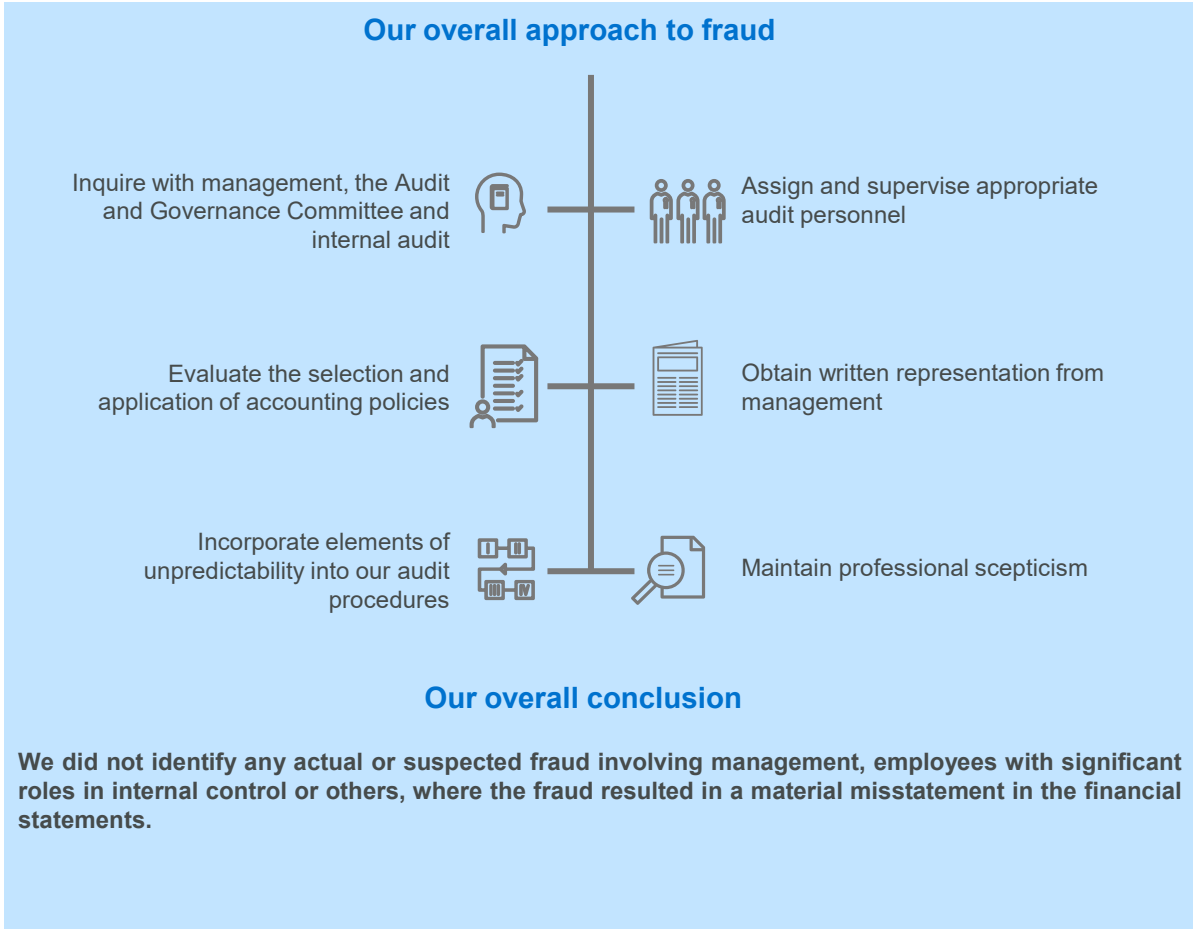 Our overall approach to fraud
Inquire with management, the Audit
and Governance Committee and
internal audit
Assign and supervise appropriate
audit personnel
Evaluate the selection and
application of accounting policies
Obtain written representation from
management
Incorporate elements of
unpredictability into our audit
procedures
I
II
III
IV
Maintain professional scepticism
Our overall conclusion
We did not identify any actual or suspected fraud involving management, employees with significant
roles in internal control or others, where the fraud resulted in a material misstatement in the financial
statements.